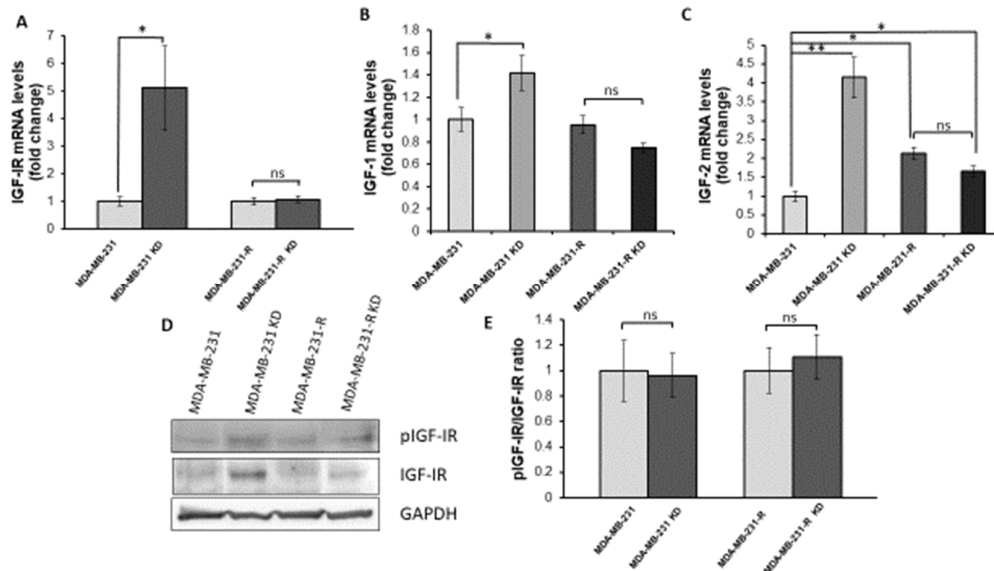 A
IGF-IR mRNA levels
(fold change)
7
6
5
4
3
2
1
0
*
ns
MDA-MB-231
MDA-MB-231 KD
MDA-MB-231-R
MDA-MB-231-R KD
B
IGF-1 mRNA levels
(fold change)
1.8
1.6
1.4
1.2
1
0.8
0.6
0.4
0.2
0
*
ns
MDA-MB-231
MDA-MB-231 KD
MDA-MB-231-R
MDA-MB-231-R KD
C
IGF-2 mRNA levels
(fold change)
5
4.5
4
3.5
3
2.5
2
1.5
1
0.5
0
*
*
**
ns
MDA-MB-231
MDA-MB-231 KD
MDA-MB-231-R
MDA-MB-231-R KD
D
MDA-MB-231
MDA-MB-231 KD
MDA-MB-231-R
MDA-MB-231-R KD
pIGF-IR
IGF-IR
GAPDH
E
pIGF-IR/IGF-IR ratio
1.4
1.2
1
0.8
0.6
0.4
0.2
0
ns
ns
MDA-MB-231
MDA-MB-231 KD
MDA-MB-231-R
MDA-MB-231-R KD